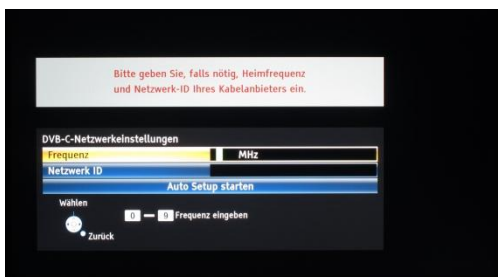 Bitte geben Sie, falls nötig, Heimfrequenz
und Netzwerk-ID Ihres Kabelanbieters ein.
DVB-C-Netzwerkeinstellungen
Frequenz MHz
Netzwerk ID
Auto Setup starten
Wählen
0 — 9 Frequenz eingeben
Zurück